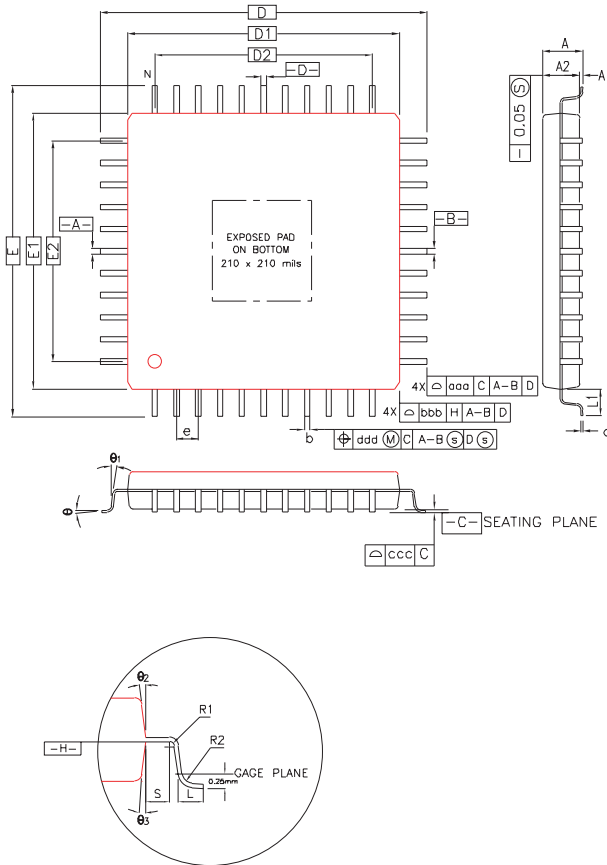 D
D1
D2
N
-D-
A
A2
A
- 0.05 S
E
E1
E2
-A-
-B-
EXPOSED PAD
ON BOTTOM
210 x 210 mils
4X ⌓ aaa C A-B D
4X ⌓ bbb H A-B D
e
b
⌖ ddd Ⓜ C A-B ⓢ D ⓢ
L1
c
θ1
θ
-C- SEATING PLANE
⌓ ccc C
θ2
R1
-H-
R2
GAGE PLANE
0.25mm
S
L
θ3